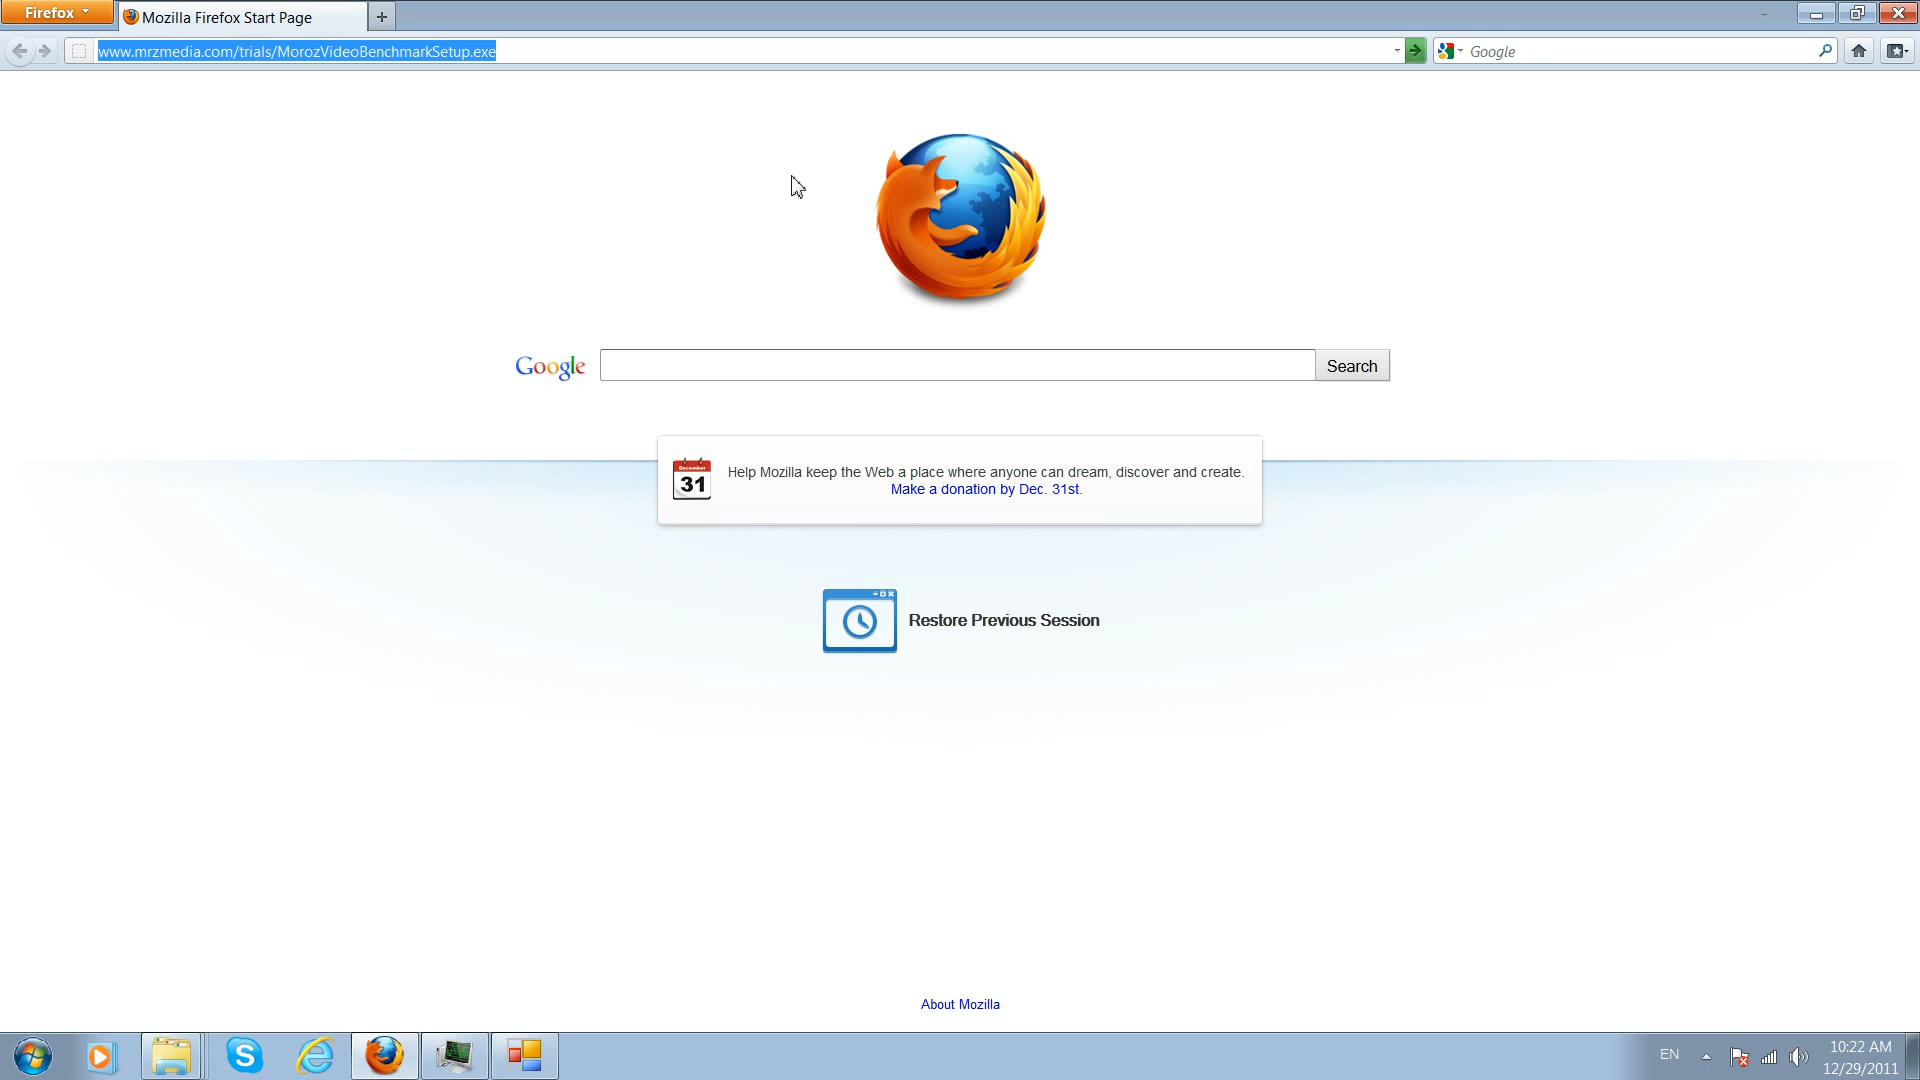 Firefox
Mozilla Firefox Start Page
www.mrzmedia.com/trials/MorozVideoBenchmarkSetup.exe
Google
Google
Search
December
31
Help Mozilla keep the Web a place where anyone can dream, discover and create.
Make a donation by Dec. 31st.
Restore Previous Session
About Mozilla
EN
10:22 AM
12/29/2011